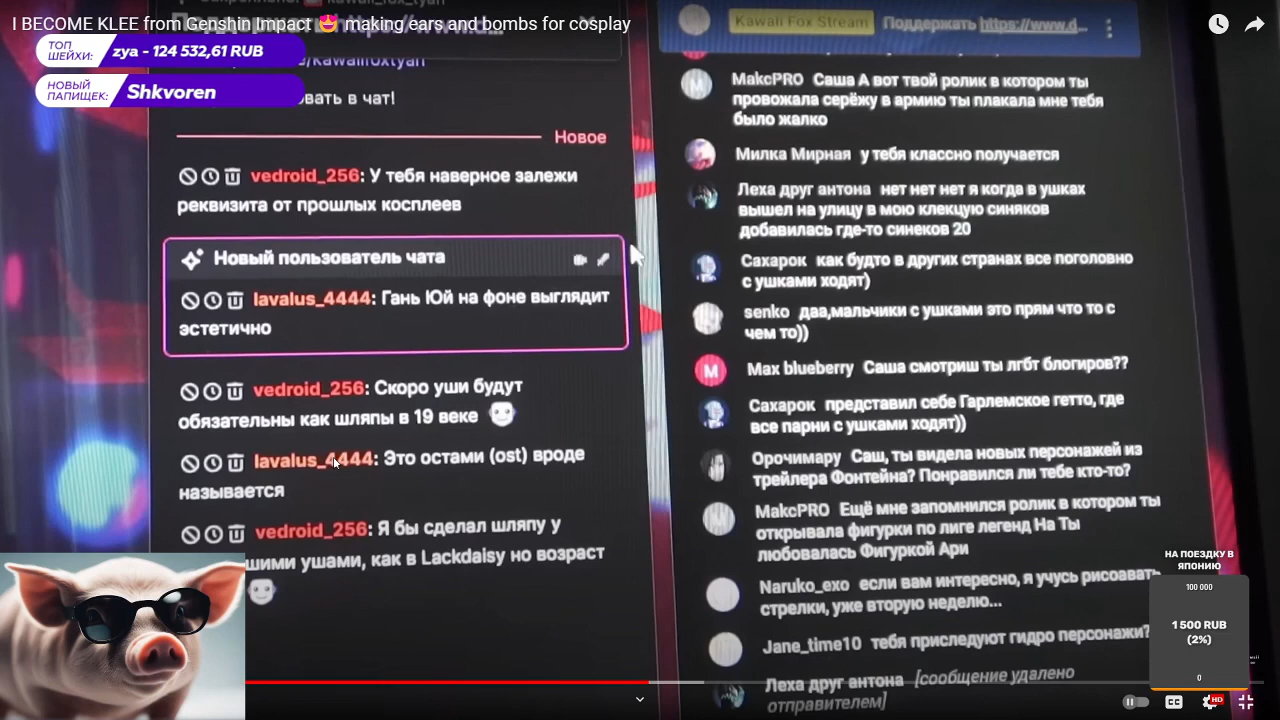 I BECOME KLEE from Genshin Impact 🤩 making ears and bombs for cosplay
ТОП ШЕЙХИ:
zya - 124 532,61 RUB
НОВЫЙ ПАПИЩЕК:
Shkvoren
овать в чат!
Новое
vedroid_256: У тебя наверное залежи
реквизита от прошлых косплеев
Новый пользователь чата
lavalus_4444: Гань Юй на фоне выглядит
эстетично
vedroid_256: Скоро уши будут
обязательны как шляпы в 19 веке
lavalus_4444: Это остами (ost) вроде
называется
vedroid_256: Я бы сделал шляпу у
шими ушами, как в Lackdaisy но возраст
Kawaii Fox Stream Поддержать https://www.d...
MakcPRO Саша А вот твой ролик в котором ты
провожала серёжу в армию ты плакала мне тебя
было жалко
Милка Мирная у тебя классно получается
Леха друг антона нет нет нет я когда в ушках
вышел на улицу в мою клекцую синяков
добавилась где-то синеков 20
Сахарок как будто в других странах все поголовно
с ушками ходят)
senko два,мальчики с ушками это прям что то с
чем то))
M
Max blueberry Саша смотриш ты лгбт блогиров??
Сахарок представил себе Гарлемское гетто, где
все парни с ушками ходят))
Орочимару Саш, ты видела новых персонажей из
трейлера Фонтейна? Понравился ли тебе кто-то?
MakcPRO Ещё мне запомнился ролик в котором ты
открывала фигурки по лиге легенд На Ты
любовалась Фигуркой Ари
Naruko_exo если вам интересно, я учусь рисоавать
стрелки, уже вторую неделю...
Jane_time10 тебя приследуют гидро персонажи?
Леха друг антона [сообщение удалено
отправителем]
НА ПОЕЗДКУ В
ЯПОНИЮ
100 000
1 500 RUB
(2%)
0
CC
HD